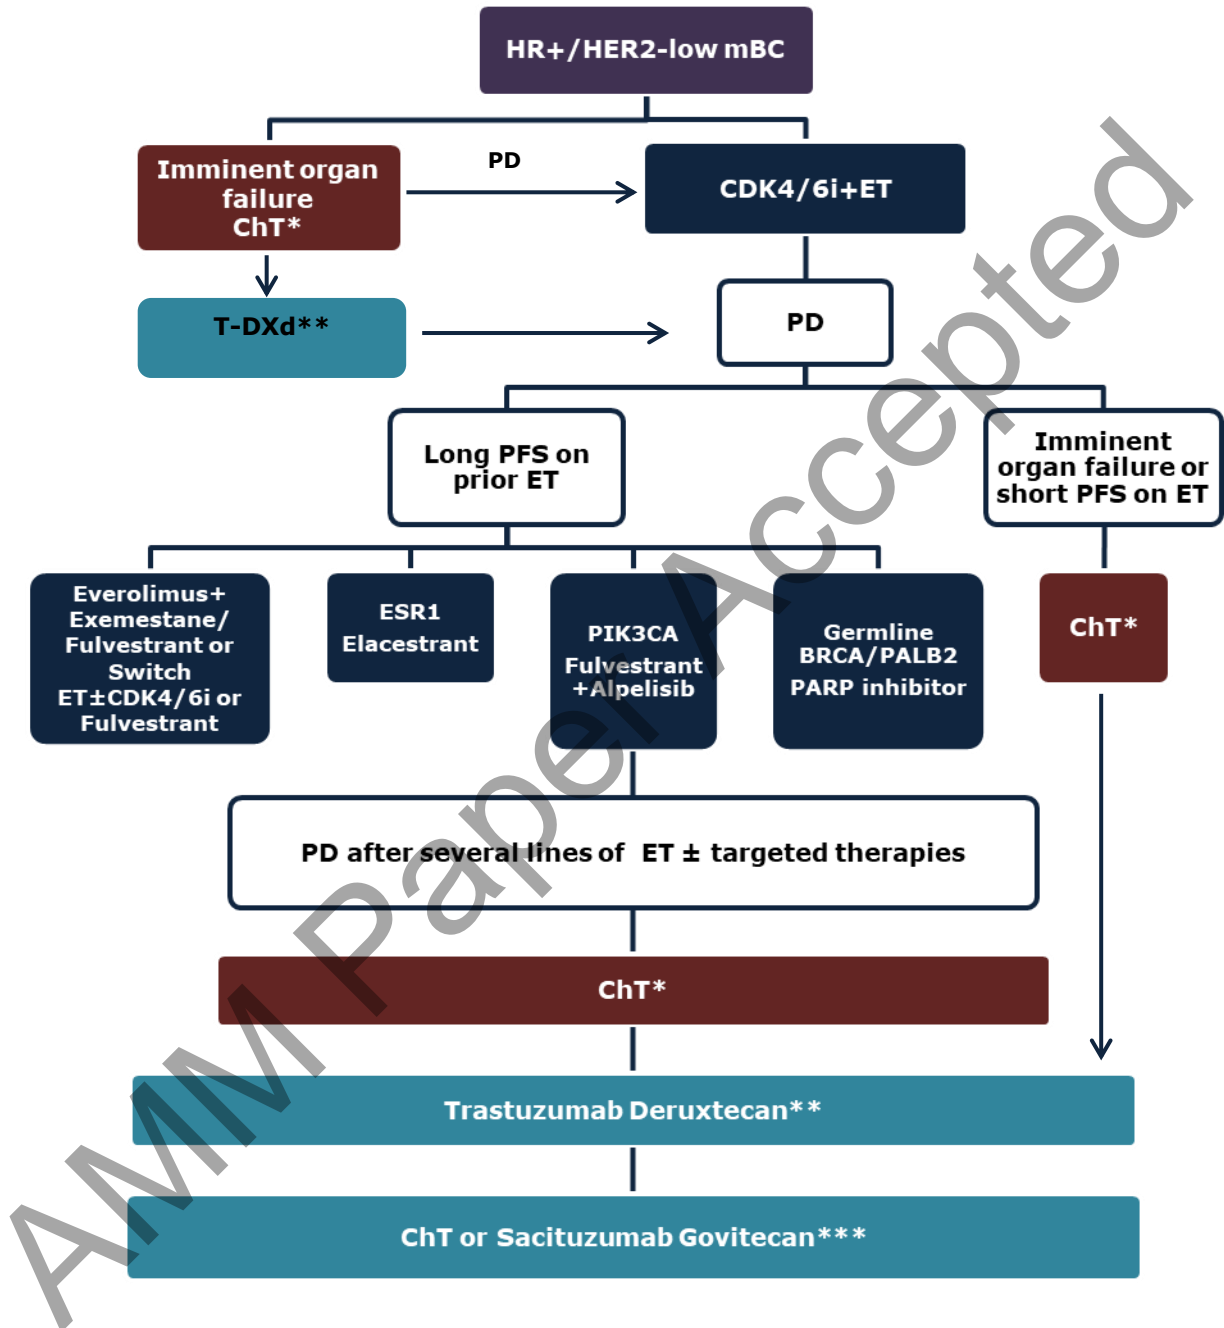 HR+/HER2-low mBC
Imminent organ
failure
ChT*
PD
CDK4/6i+ET
T-DXd**
PD
Long PFS on
prior ET
Imminent
organ failure or
short PFS on ET
Everolimus+
Exemestane/
Fulvestrant or
Switch
ET±CDK4/6i or
Fulvestrant
ESR1
Elacestrant
PIK3CA
Fulvestrant
+Alpelisib
Germline
BRCA/PALB2
PARP inhibitor
ChT*
PD after several lines of ET ± targeted therapies
ChT*
Trastuzumab Deruxtecan**
ChT or Sacituzumab Govitecan***
AMM Paper Accepted